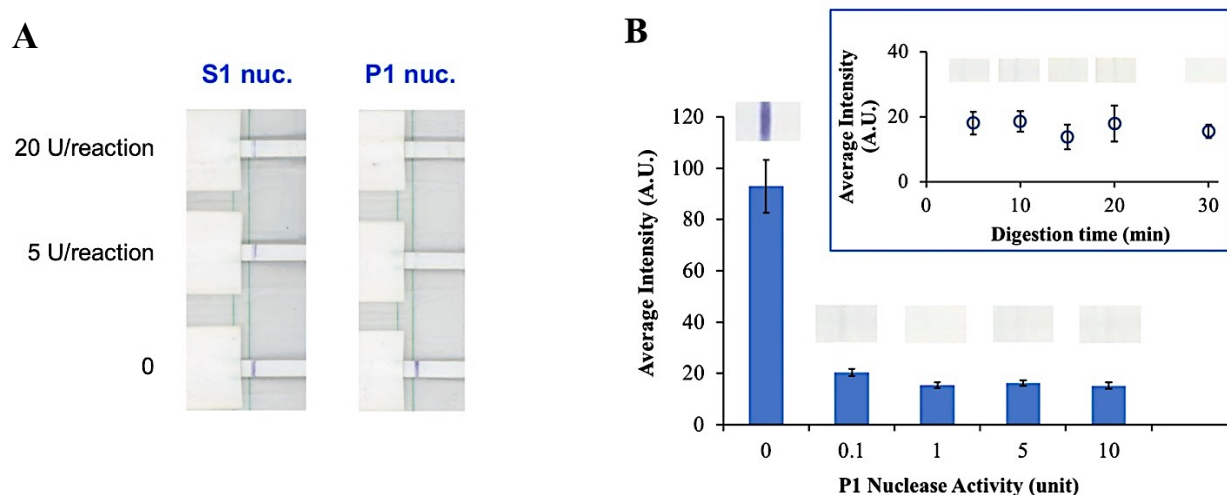 A
S1 nuc. P1 nuc.
20 U/reaction
5 U/reaction
0
B
Average Intensity (A.U.)
120
100
80
60
40
20
0
0 0.1 1 5 10
P1 Nuclease Activity (unit)
Average Intensity
(A.U.)
40
20
0
0 10 20 30
Digestion time (min)